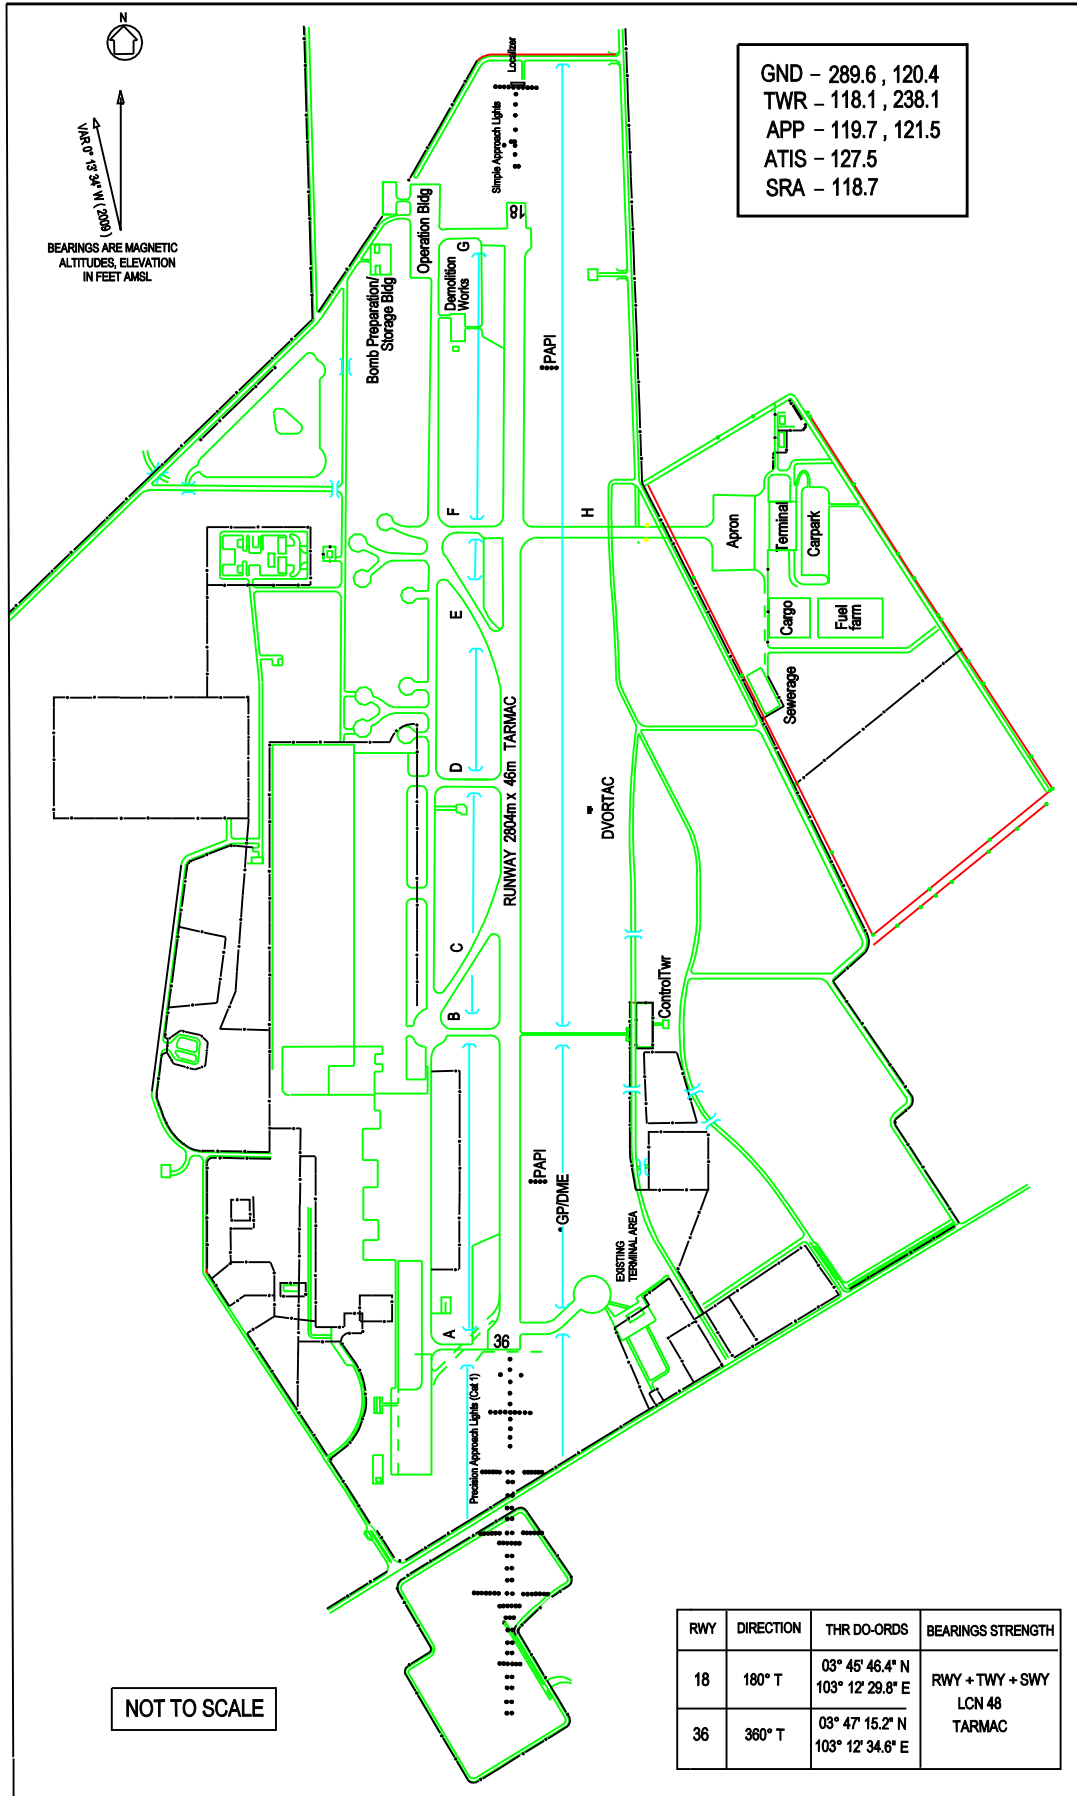 N
VAR 0° 13' 34" W ( 2009 )
BEARINGS ARE MAGNETIC
ALTITUDES, ELEVATION
IN FEET AMSL
GND - 289.6 , 120.4
TWR - 118.1 , 238.1
APP - 119.7 , 121.5
ATIS - 127.5
SRA - 118.7
Localizer
Simple Approach Lights
18
Operation Bldg
G
Demolition
Works
Bomb Preparation/
Storage Bldg
PAPI
F
H
Apron
Terminal
Carpark
E
Cargo
Fuel
farm
Sewerage
D
RUNWAY 2804m x 46m TARMAC
DVORTAC
C
B
ControlTwr
PAPI
GP/DME
EXISTING
TERMINAL AREA
A
36
Precision Approach Lights (Cat 1)
NOT TO SCALE
RWY DIRECTION THR DO-ORDS BEARINGS STRENGTH
18 180° T 03° 45' 46.4" N
103° 12' 29.8" E
36 360° T 03° 47' 15.2" N
103° 12' 34.6" E
RWY + TWY + SWY
LCN 48
TARMAC